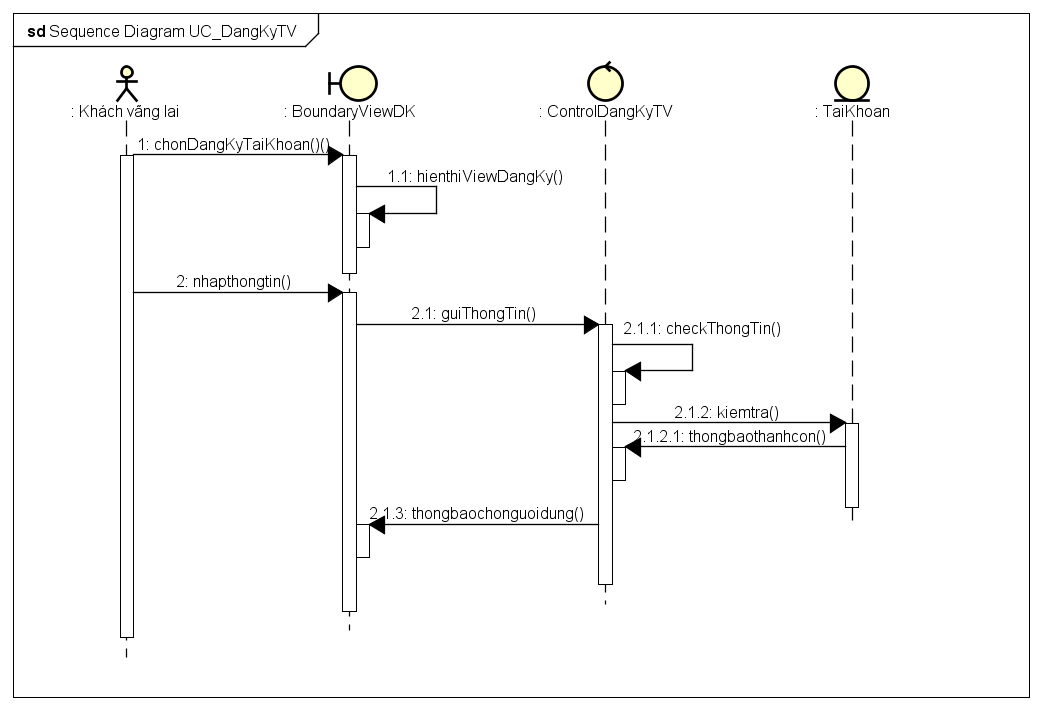 sd Sequence Diagram UC_DangKyTV
: Khách vãng lai
: BoundaryViewDK
: ControlDangKyTV
: TaiKhoan
1: chonDangKyTaiKhoan()()
1.1: hienthiViewDangKy()
2: nhapthongtin()
2.1: guiThongTin()
2.1.1: checkThongTin()
2.1.2: kiemtra()
2.1.2.1: thongbaothanhcon()
2.1.3: thongbaochonguoidung()